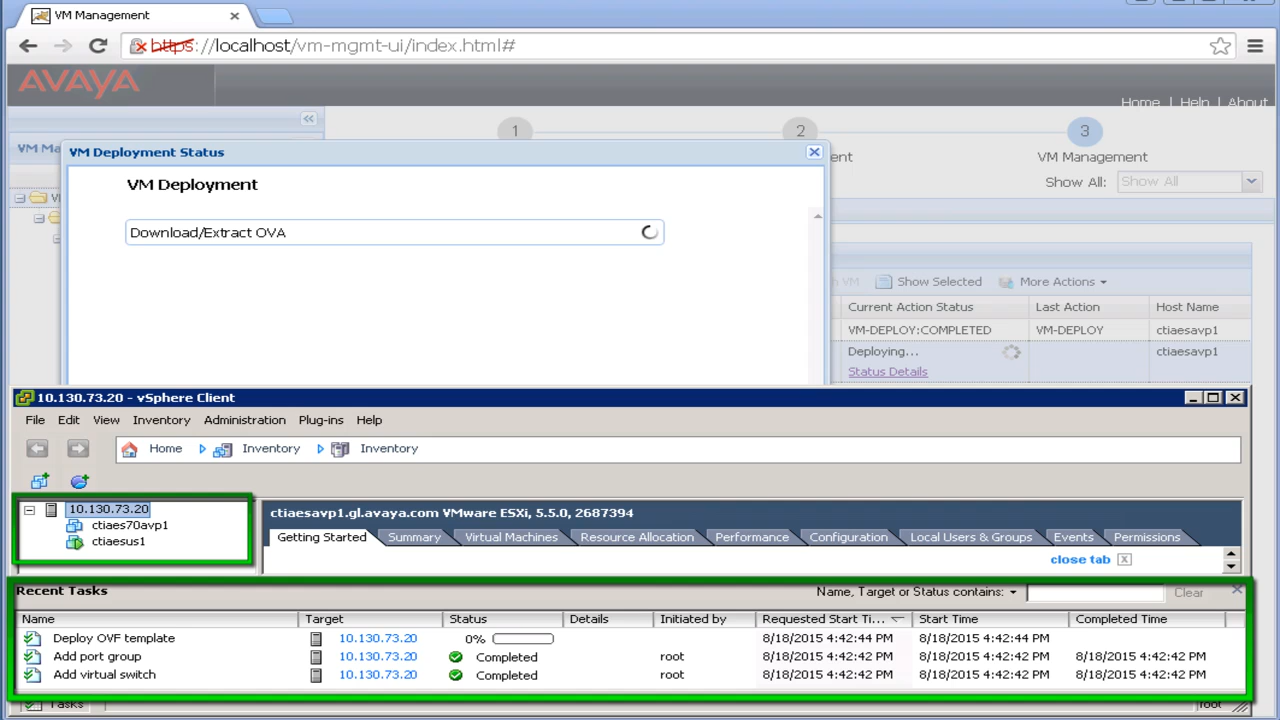 VM Management
https://localhost/vm-mgmt-ui/index.html#
AVAYA
Home | Help | About
1
2
3
VM Ma
VM Deployment Status
ent
VM Management
VM Deployment
Show All: Show All
Download/Extract OVA
VM
Show Selected
More Actions
Current Action Status
Last Action
Host Name
VM-DEPLOY:COMPLETED
VM-DEPLOY
ctiaesavp1
Deploying...
ctiaesavp1
Status Details
10.130.73.20 - vSphere Client
File Edit View Inventory Administration Plug-ins Help
Home Inventory Inventory
10.130.73.20
ctiaes70avp1
ctiaesus1
ctiaesavp1.gl.avaya.com VMware ESXi, 5.5.0, 2687394
Getting Started Summary Virtual Machines Resource Allocation Performance Configuration Local Users & Groups Events Permissions
close tab X
Recent Tasks
Name, Target or Status contains: Clear
Name Target Status Details Initiated by Requested Start Ti... Start Time Completed Time
Deploy OVF template 10.130.73.20 0% 8/18/2015 4:42:44 PM 8/18/2015 4:42:44 PM
Add port group 10.130.73.20 Completed root 8/18/2015 4:42:42 PM 8/18/2015 4:42:42 PM 8/18/2015 4:42:42 PM
Add virtual switch 10.130.73.20 Completed root 8/18/2015 4:42:42 PM 8/18/2015 4:42:42 PM 8/18/2015 4:42:42 PM
Tasks root